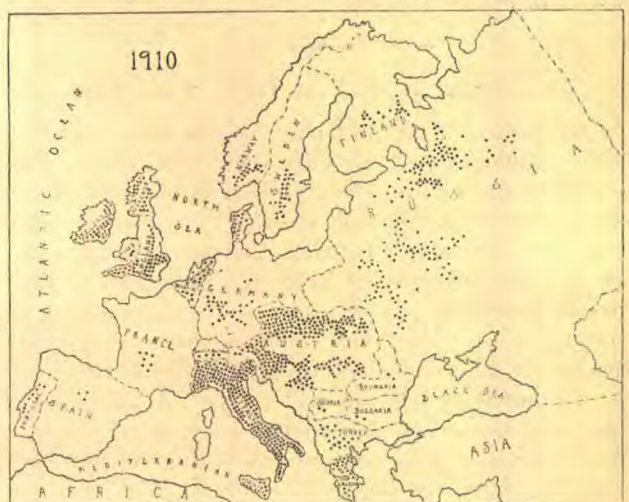 1910
ATLANTIC OCEAN
NORTH SEA
NORWAY
SWEDEN
FINLAND
RUSSIA
GERMANY
AUSTRIA
FRANCE
SPAIN
ROUMANIA
BULGARIA
TURKEY
BLACK SEA
ASIA
MEDITERRANEAN
AFRICA